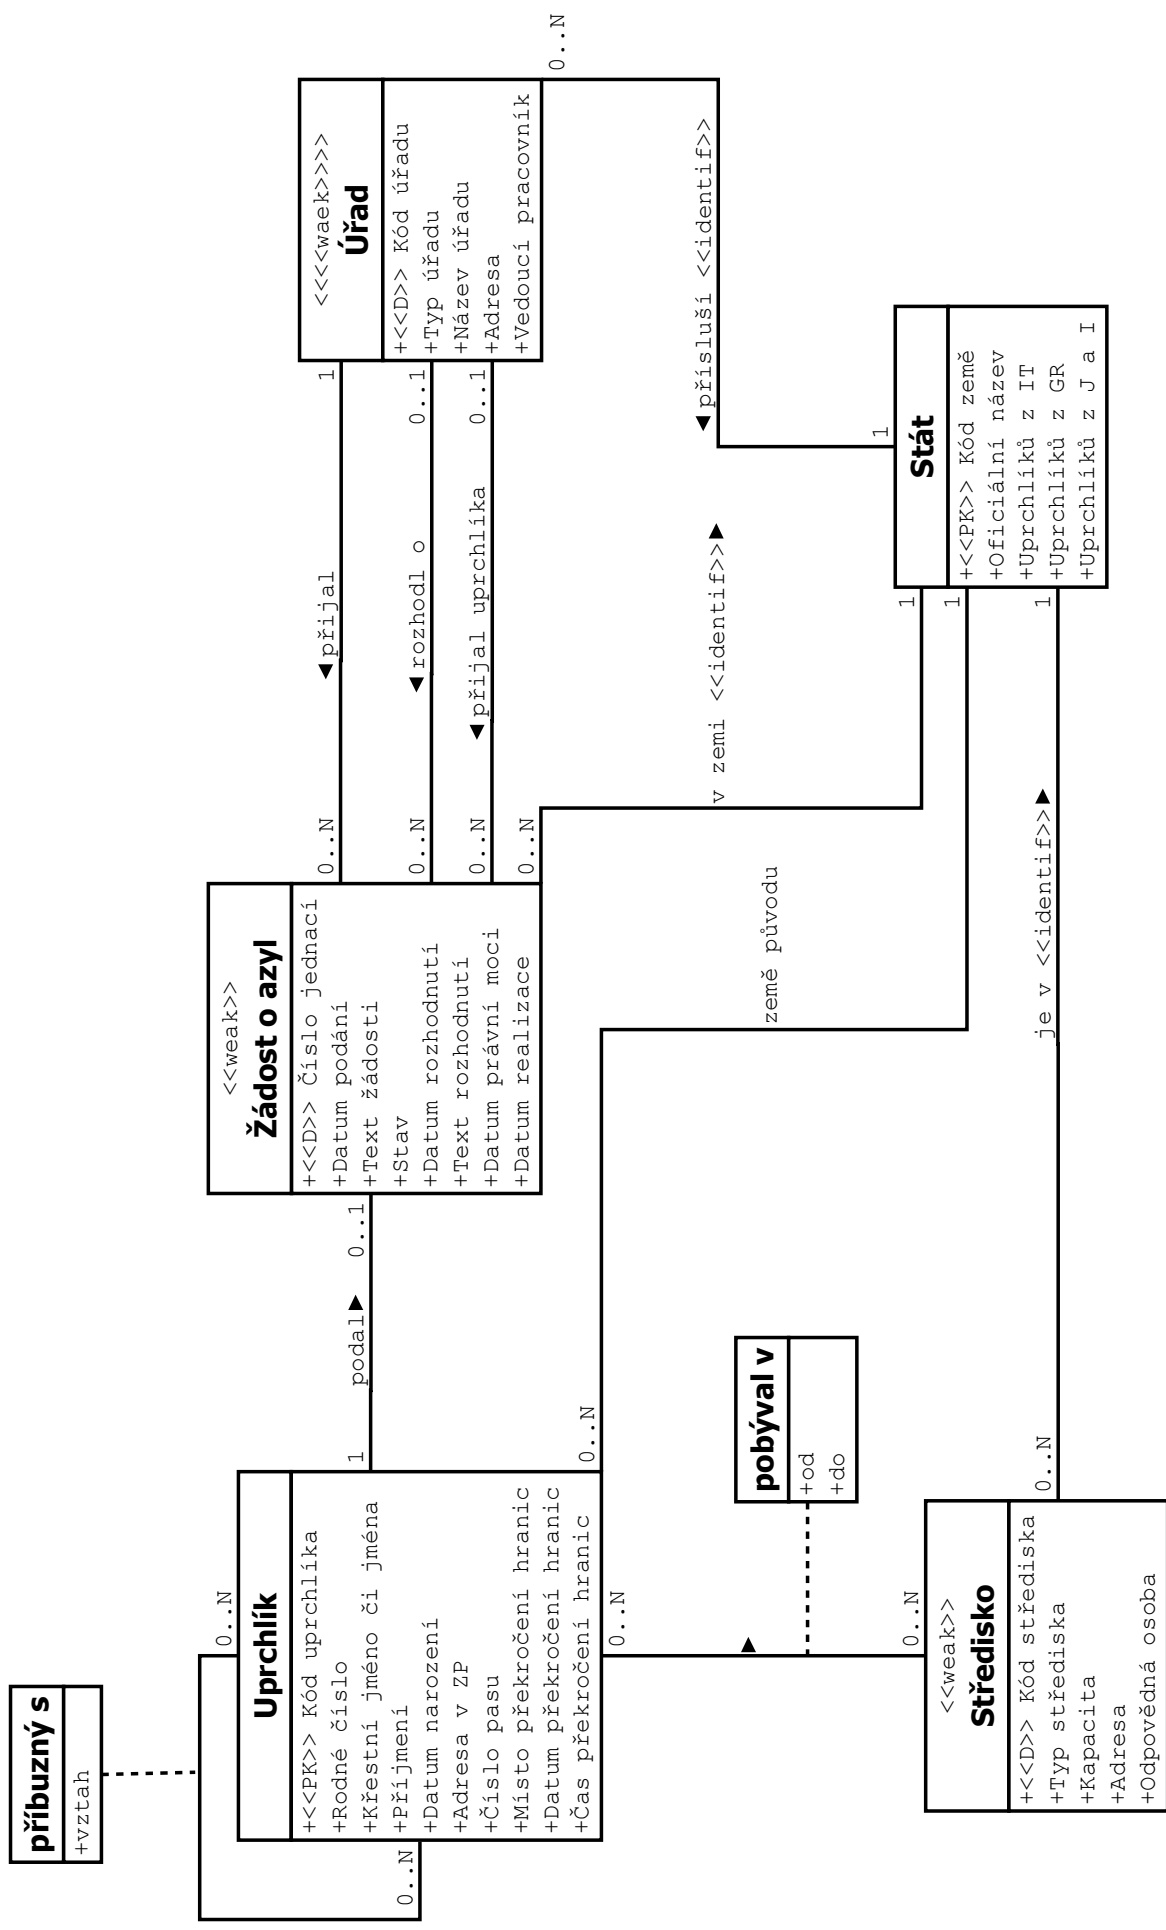 příbuzný s
+vztah
0..N
0..N
Uprchlík
+<<PK>> Kód uprchlíka
+Rodné číslo
+Křestní jméno či jména
+Příjmení
+Datum narození
+Adresa v ZP
+Číslo pasu
+Místo překročení hranic
+Datum překročení hranic
+Čas překročení hranic
1
podal▶
0..1
<<weak>>
Žádost o azyl
+<<D>> Číslo jednací
+Datum podání
+Text žádosti
+Stav
+Datum rozhodnutí
+Text rozhodnutí
+Datum právní moci
+Datum realizace
0..N
◀přijal
1
0..N
◀rozhodl o
0..1
0..N
◀přijal uprchlíka
0..1
<<<<waek>>>>
Úřad
+<<D>> Kód úřadu
+Typ úřadu
+Název úřadu
+Adresa
+Vedoucí pracovník
0..N
◀přísluší <<identif>>
1
0..N
v zemi <<identif>>▶
1
0..N
země původu
1
0..N
▶
0..N
pobýval v
+od
+do
<<weak>>
Středisko
+<<D>> Kód střediska
+Typ střediska
+Kapacita
+Adresa
+Odpovědná osoba
0..N
je v <<identif>>▶
1
Stát
+<<PK>> Kód země
+Oficiální název
+Uprchlíků z IT
+Uprchlíků z GR
+Uprchlíků z J a I